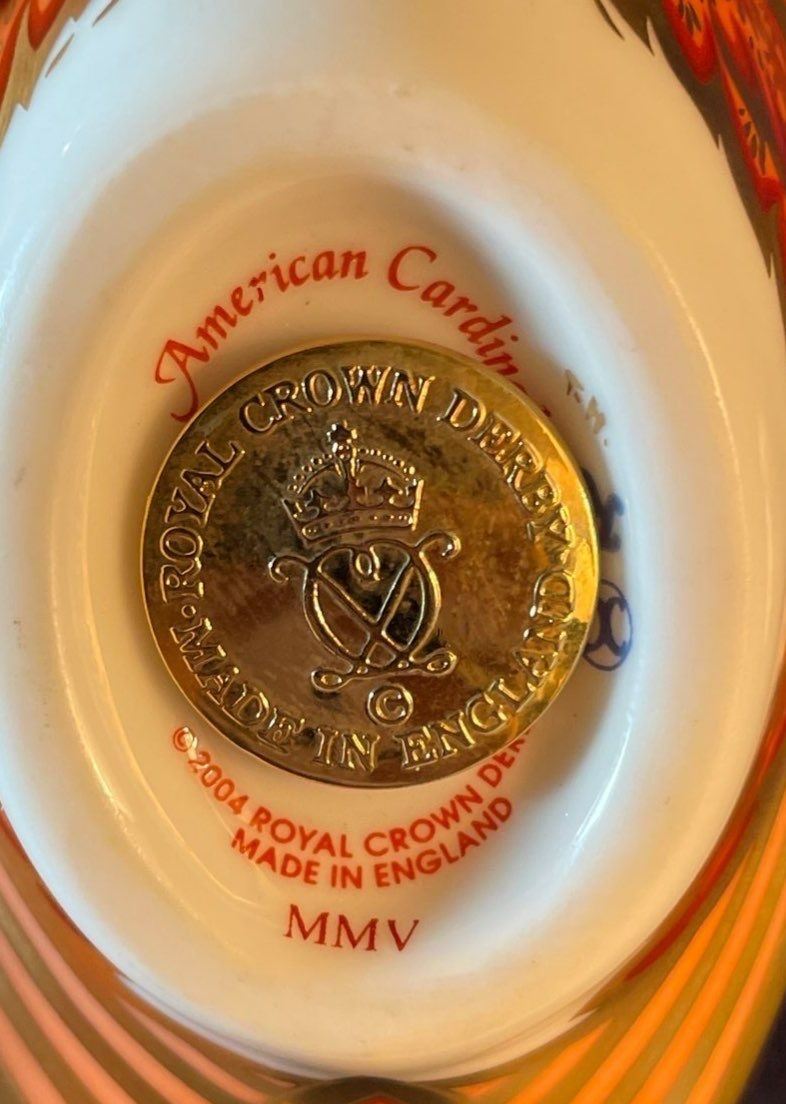 American Cardin
T.H.
ROYAL CROWN DERBY
MADE IN ENGLAND
©
©2004 ROYAL CROWN DER
MADE IN ENGLAND
MMV